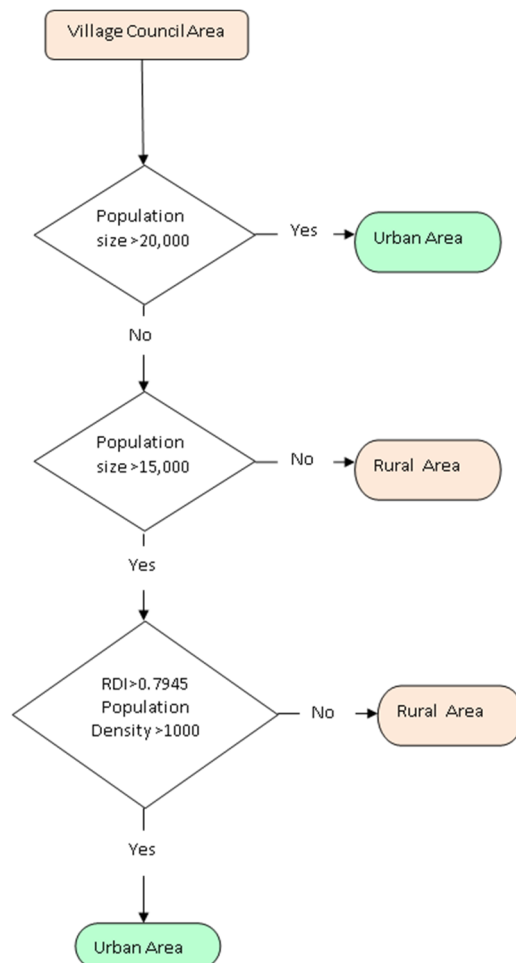 Village Council Area
Population
size >20,000
Yes
Urban Area
No
Population
size >15,000
No
Rural Area
Yes
RDI>0.7945
Population
Density >1000
No
Rural Area
Yes
Urban Area